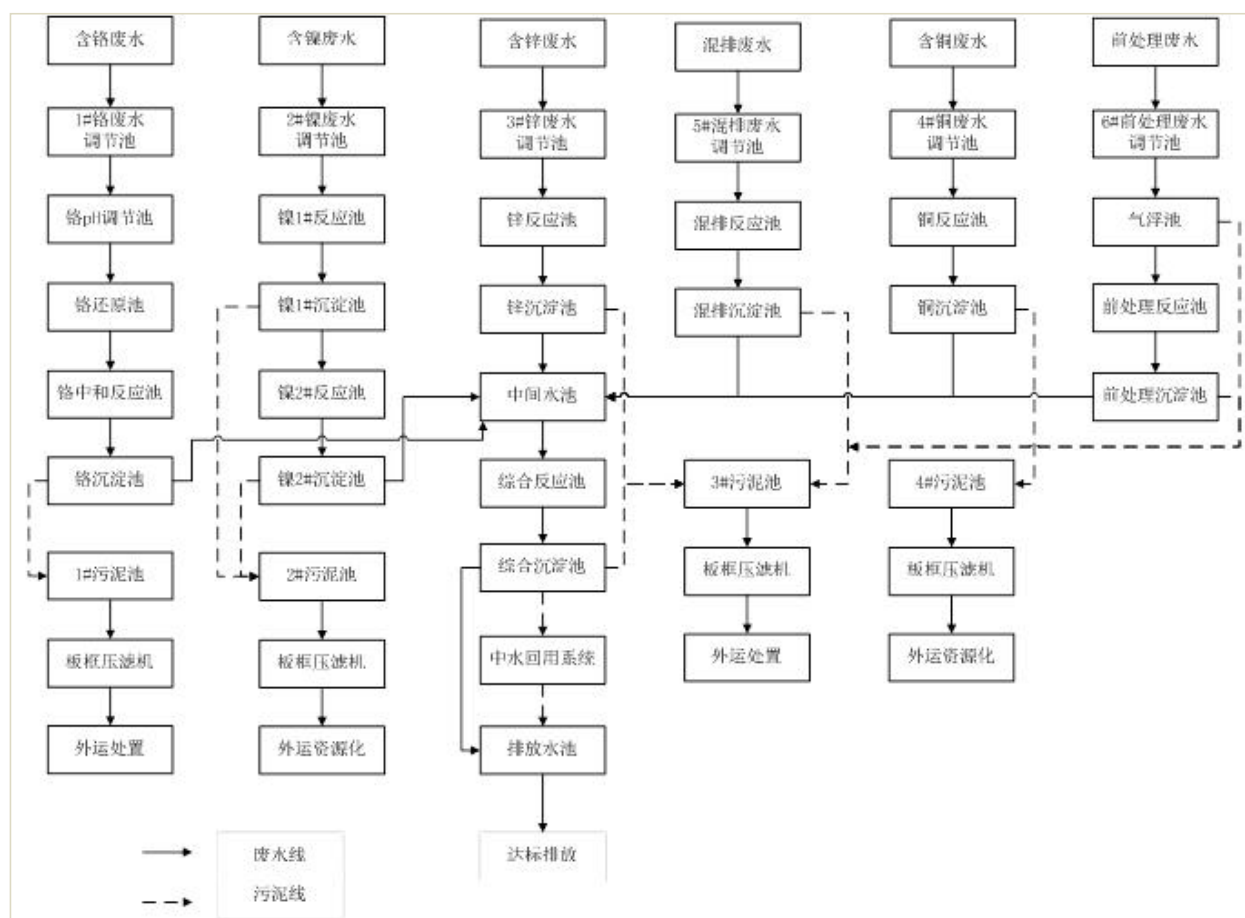 含铬废水
含镍废水
含锌废水
混排废水
含铜废水
前处理废水
1#铬废水
调节池
2#镍废水
调节池
3#锌废水
调节池
5#混排废水
调节池
4#铜废水
调节池
6#前处理废水
调节池
铬pH调节池
镍1#反应池
锌反应池
混排反应池
铜反应池
气浮池
铬还原池
镍1#沉淀池
锌沉淀池
混排沉淀池
铜沉淀池
前处理反应池
铬中和反应池
镍2#反应池
中间水池
前处理沉淀池
铬沉淀池
镍2#沉淀池
综合反应池
3#污泥池
4#污泥池
1#污泥池
2#污泥池
综合沉淀池
板框压滤机
板框压滤机
板框压滤机
板框压滤机
中水回用系统
外运处置
外运资源化
外运处置
外运资源化
排放水池
废水线
达标排放
污泥线